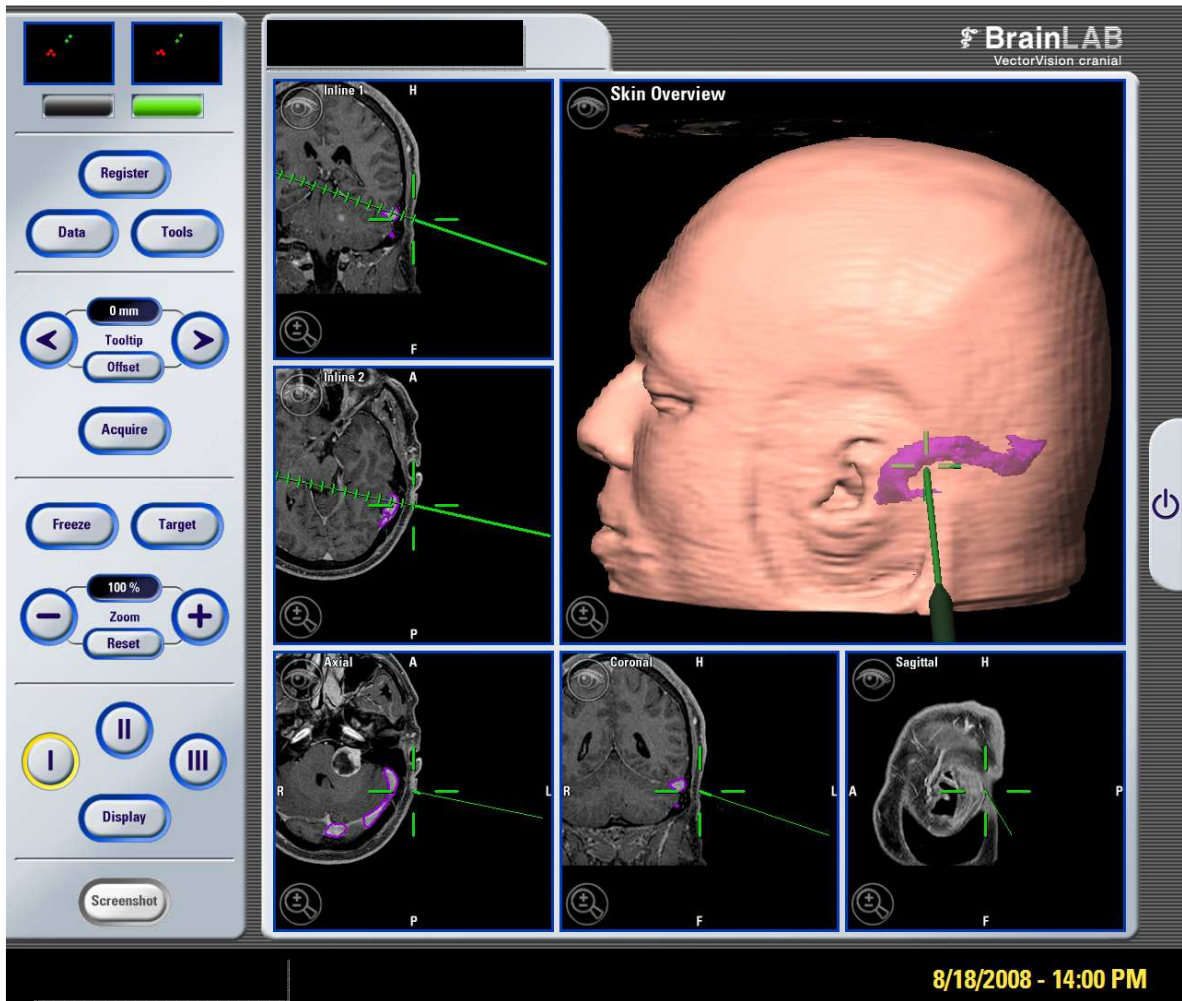 BrainLAB
VectorVision cranial
Register
Data
Tools
0 mm
Tooltip
Offset
Acquire
Freeze
Target
100 %
Zoom
Reset
I
II
III
Display
Screenshot
Inline 1
H
F
Skin Overview
Inline 2
A
P
Axial
A
R
L
P
Coronal
H
R
L
F
Sagittal
H
A
P
F
8/18/2008 - 14:00 PM